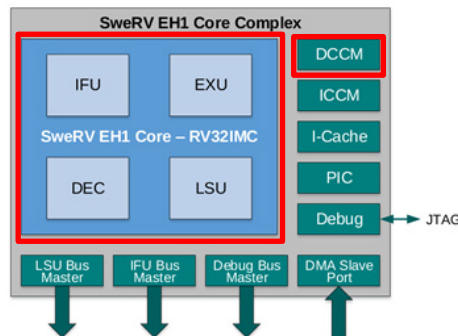 SweRV EH1 Core Complex
IFU
EXU
SweRV EH1 Core – RV32IMC
DEC
LSU
DCCM
ICCM
I-Cache
PIC
Debug
JTAG
LSU Bus
Master
IFU Bus
Master
Debug Bus
Master
DMA Slave
Port